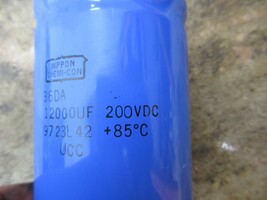 NIPPON
CHEMI-CON
36DA
12000UF 200VDC
9723L42 +85°C
UCC